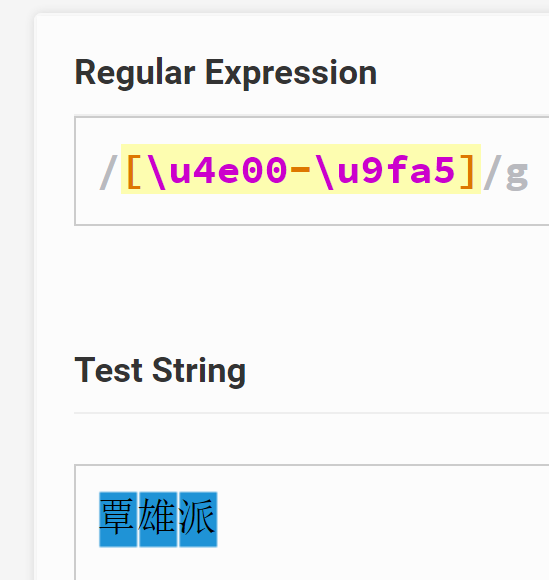 Regular Expression
/[\u4e00-\u9fa5]/g
Test String
覃雄派